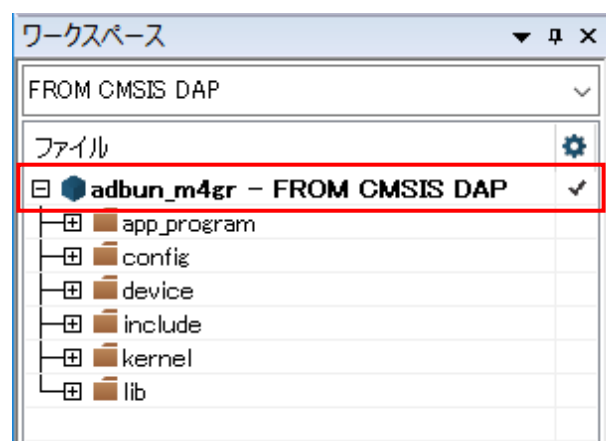 ワークスペース
FROM CMSIS DAP
ファイル
adbun_m4gr - FROM CMSIS DAP
app_program
config
device
include
kernel
lib